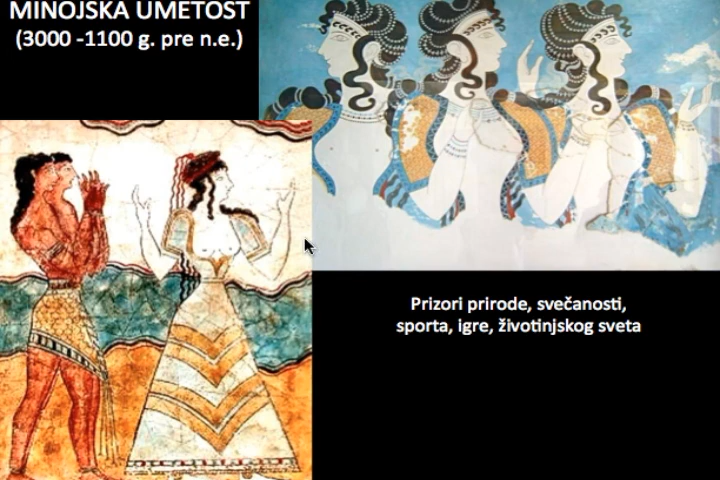 MINOJSKA UMETOST
(3000 -1100 g. pre n.e.)
Prizori prirode, svečanosti,
sporta, igre, životinjskog sveta